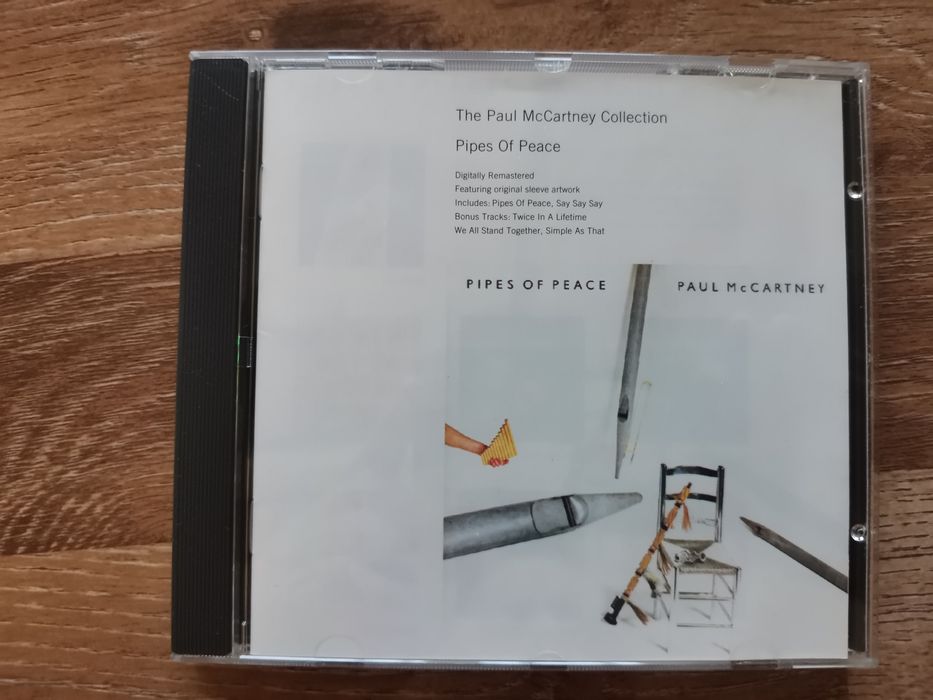 The Paul McCartney Collection
Pipes Of Peace
Digitally Remastered
Featuring original sleeve artwork
Includes: Pipes Of Peace, Say Say Say
Bonus Tracks: Twice In A Lifetime
We All Stand Together, Simple As That
PIPES OF PEACE
PAUL McCARTNEY